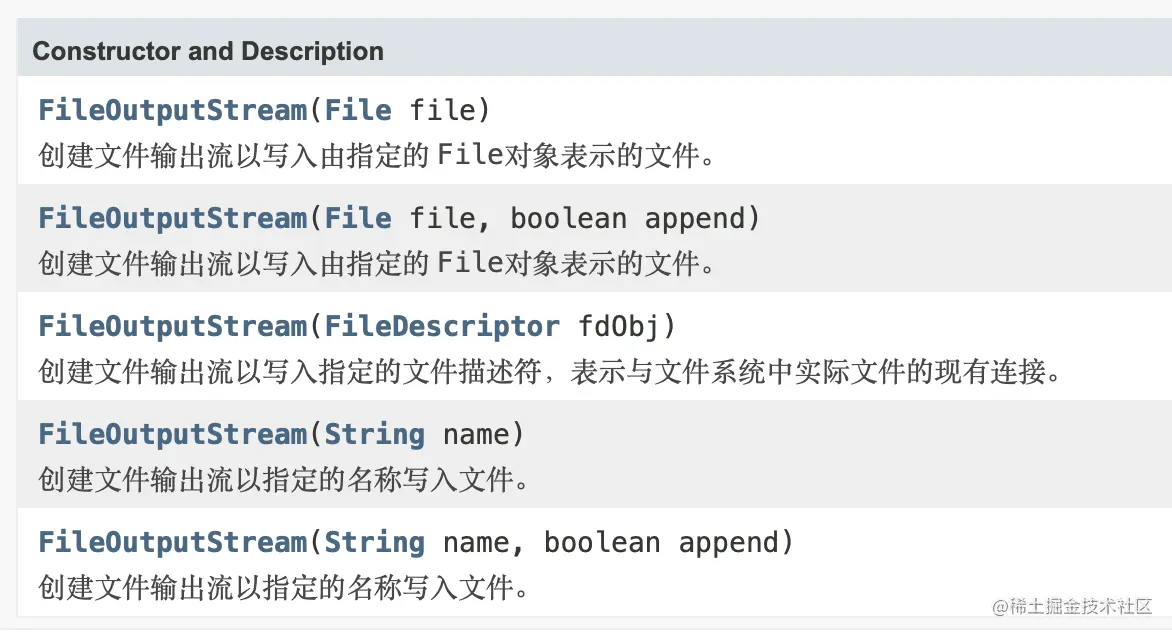 Constructor and Description
FileOutputStream(File file)
创建文件输出流以写入由指定的 File对象表示的文件。
FileOutputStream(File file, boolean append)
创建文件输出流以写入由指定的 File对象表示的文件。
FileOutputStream(FileDescriptor fdObj)
创建文件输出流以写入指定的文件描述符，表示与文件系统中实际文件的现有连接。
FileOutputStream(String name)
创建文件输出流以指定的名称写入文件。
FileOutputStream(String name, boolean append)
创建文件输出流以指定的名称写入文件。
@稀土掘金技术社区